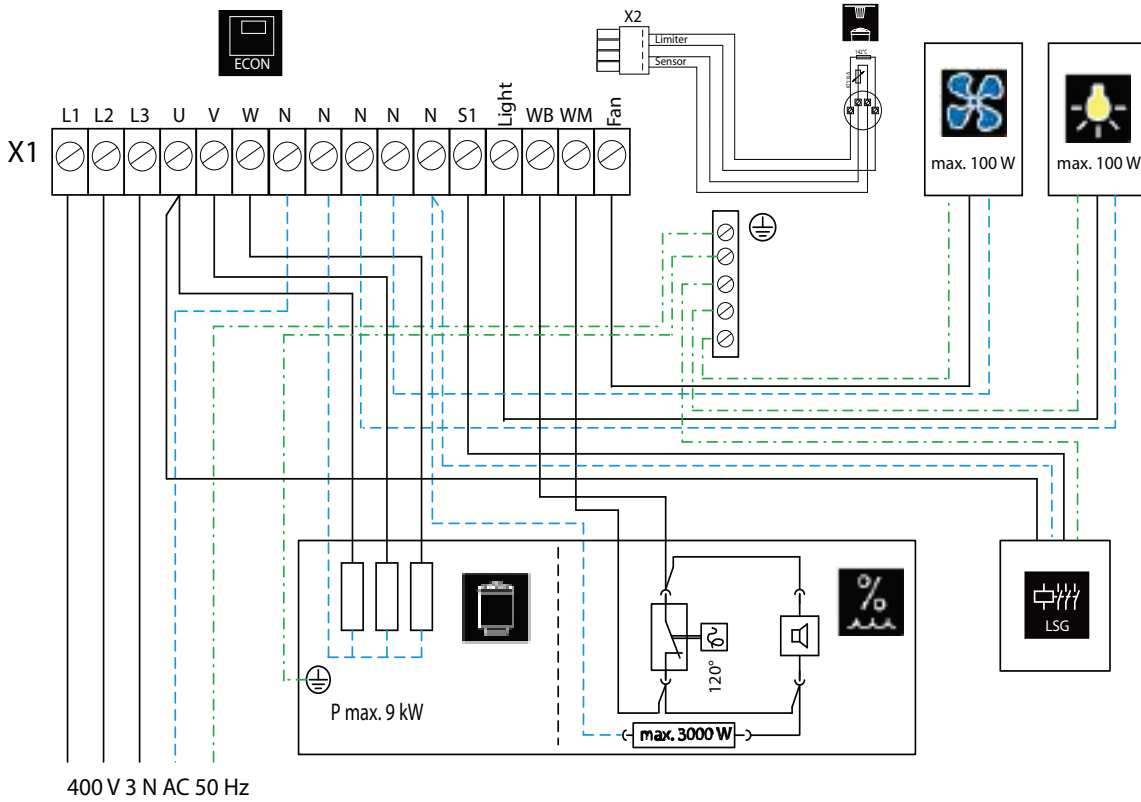 ECON
X2
Limiter
Sensor
142°C
L1 L2 L3 U V W N N N N N S1 Light WB WM Fan
X1
max. 100 W
max. 100 W
LSG
120°
%
P max. 9 kW
max. 3000 W
400 V 3 N AC 50 Hz